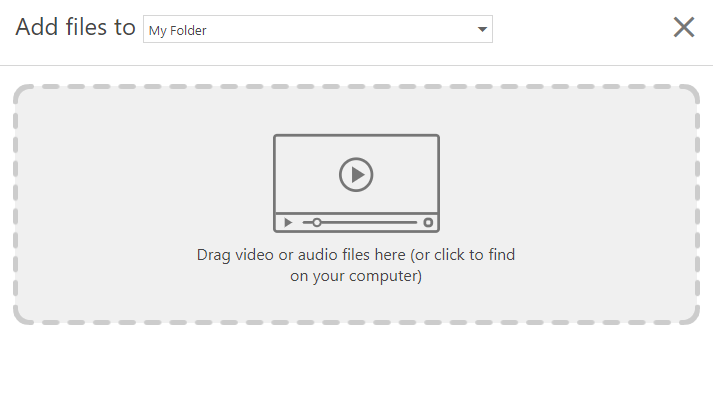 Add files to My Folder
Drag video or audio files here (or click to find
on your computer)